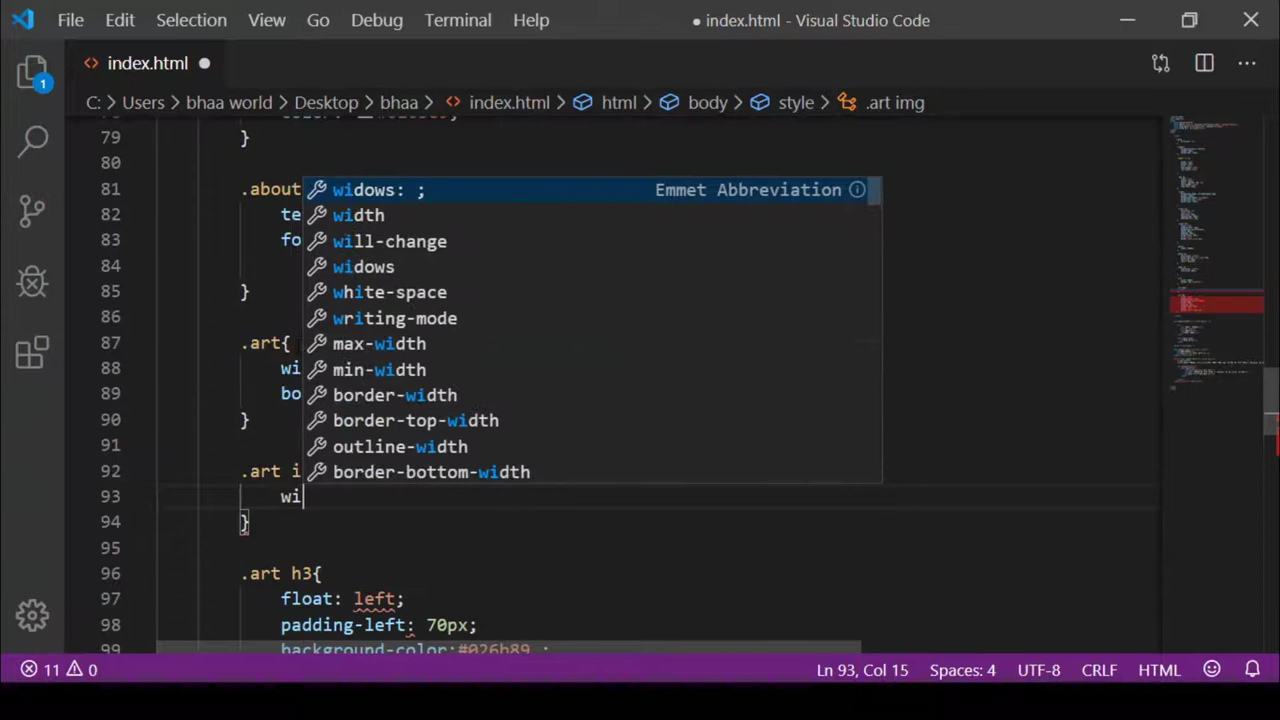 File Edit Selection View Go Debug Terminal Help ● index.html - Visual Studio Code
index.html
1
C: › Users › bhaa world › Desktop › bhaa › index.html › html › body › style › .art img
79 }
80
81 .about
82 te
83 fo
84
85 }
86
87 .art{
88 wi
89 bo
90 }
91
92 .art i
93 wi
94 }
95
96 .art h3{
97 float: left;
98 padding-left: 70px;
99 background-color:#026b89 ;
widows: ; Emmet Abbreviation
width
will-change
widows
white-space
writing-mode
max-width
min-width
border-width
border-top-width
outline-width
border-bottom-width
11 0 Ln 93, Col 15 Spaces: 4 UTF-8 CRLF HTML